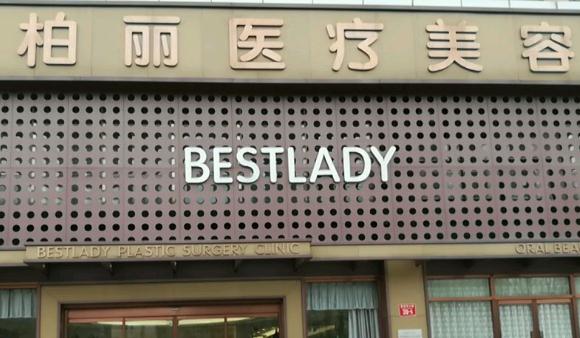 柏丽医疗美容
BESTLADY
BESTLADY PLASTIC SURGERY CLINIC
ORAL BEA